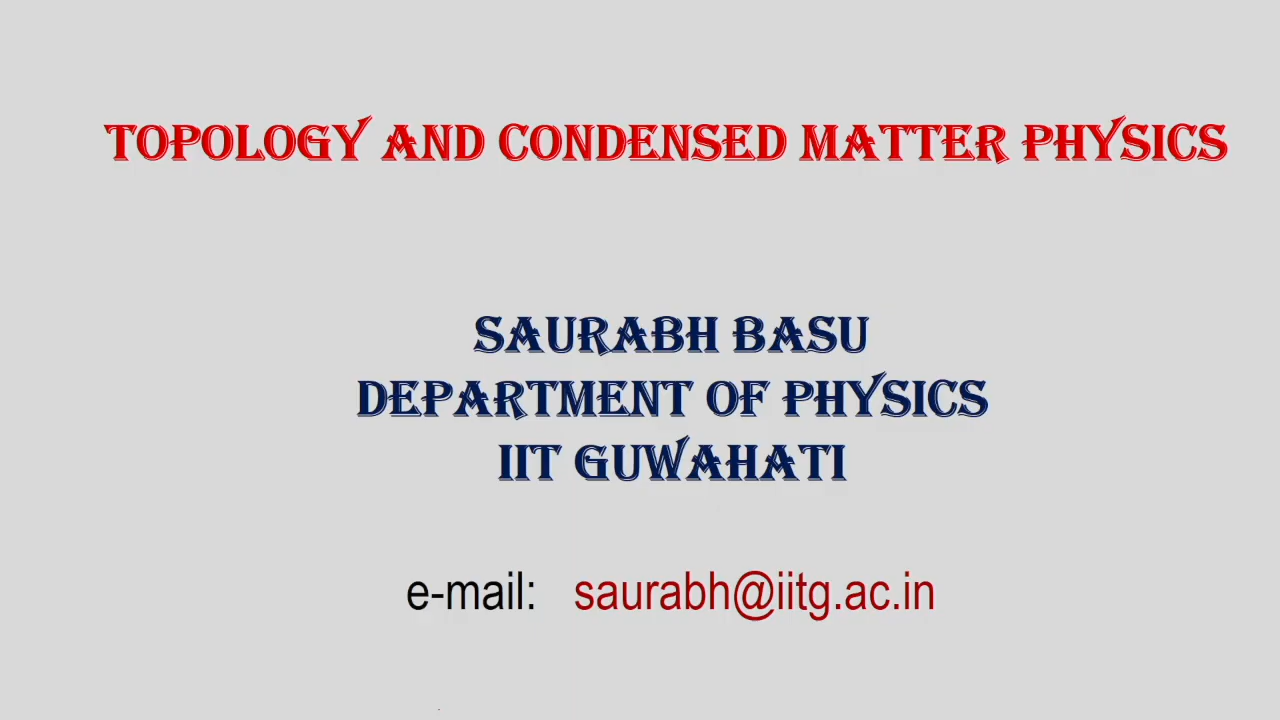 TOPOLOGY AND CONDENSED MATTER PHYSICS
SAURABH BASU
DEPARTMENT OF PHYSICS
IIT GUWAHATI
e-mail: saurabh@iitg.ac.in